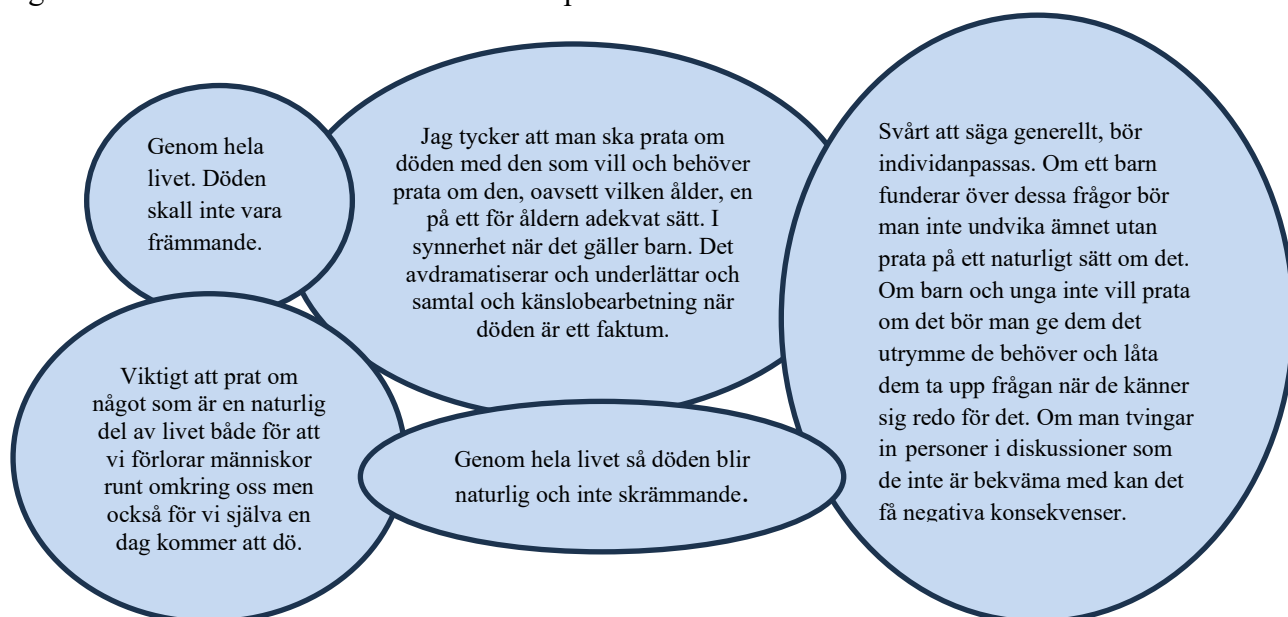 Genom hela
livet. Döden
skall inte vara
främmande.
Jag tycker att man ska prata om
döden med den som vill och behöver
prata om den, oavsett vilken ålder, en
på ett för åldern adekvat sätt. I
synnerhet när det gäller barn. Det
avdramatiserar och underlättar och
samtal och känslobearbetning när
döden är ett faktum.
Svårt att säga generellt, bör
individanpassas. Om ett barn
funderar över dessa frågor bör
man inte undvika ämnet utan
prata på ett naturligt sätt om det.
Om barn och unga inte vill prata
om det bör man ge dem det
utrymme de behöver och låta
dem ta upp frågan när de känner
sig redo för det. Om man tvingar
in personer i diskussioner som
de inte är bekväma med kan det
få negativa konsekvenser.
Viktigt att prat om
något som är en naturlig
del av livet både för att
vi förlorar människor
runt omkring oss men
också för vi själva en
dag kommer att dö.
Genom hela livet så döden blir
naturlig och inte skrämmande.